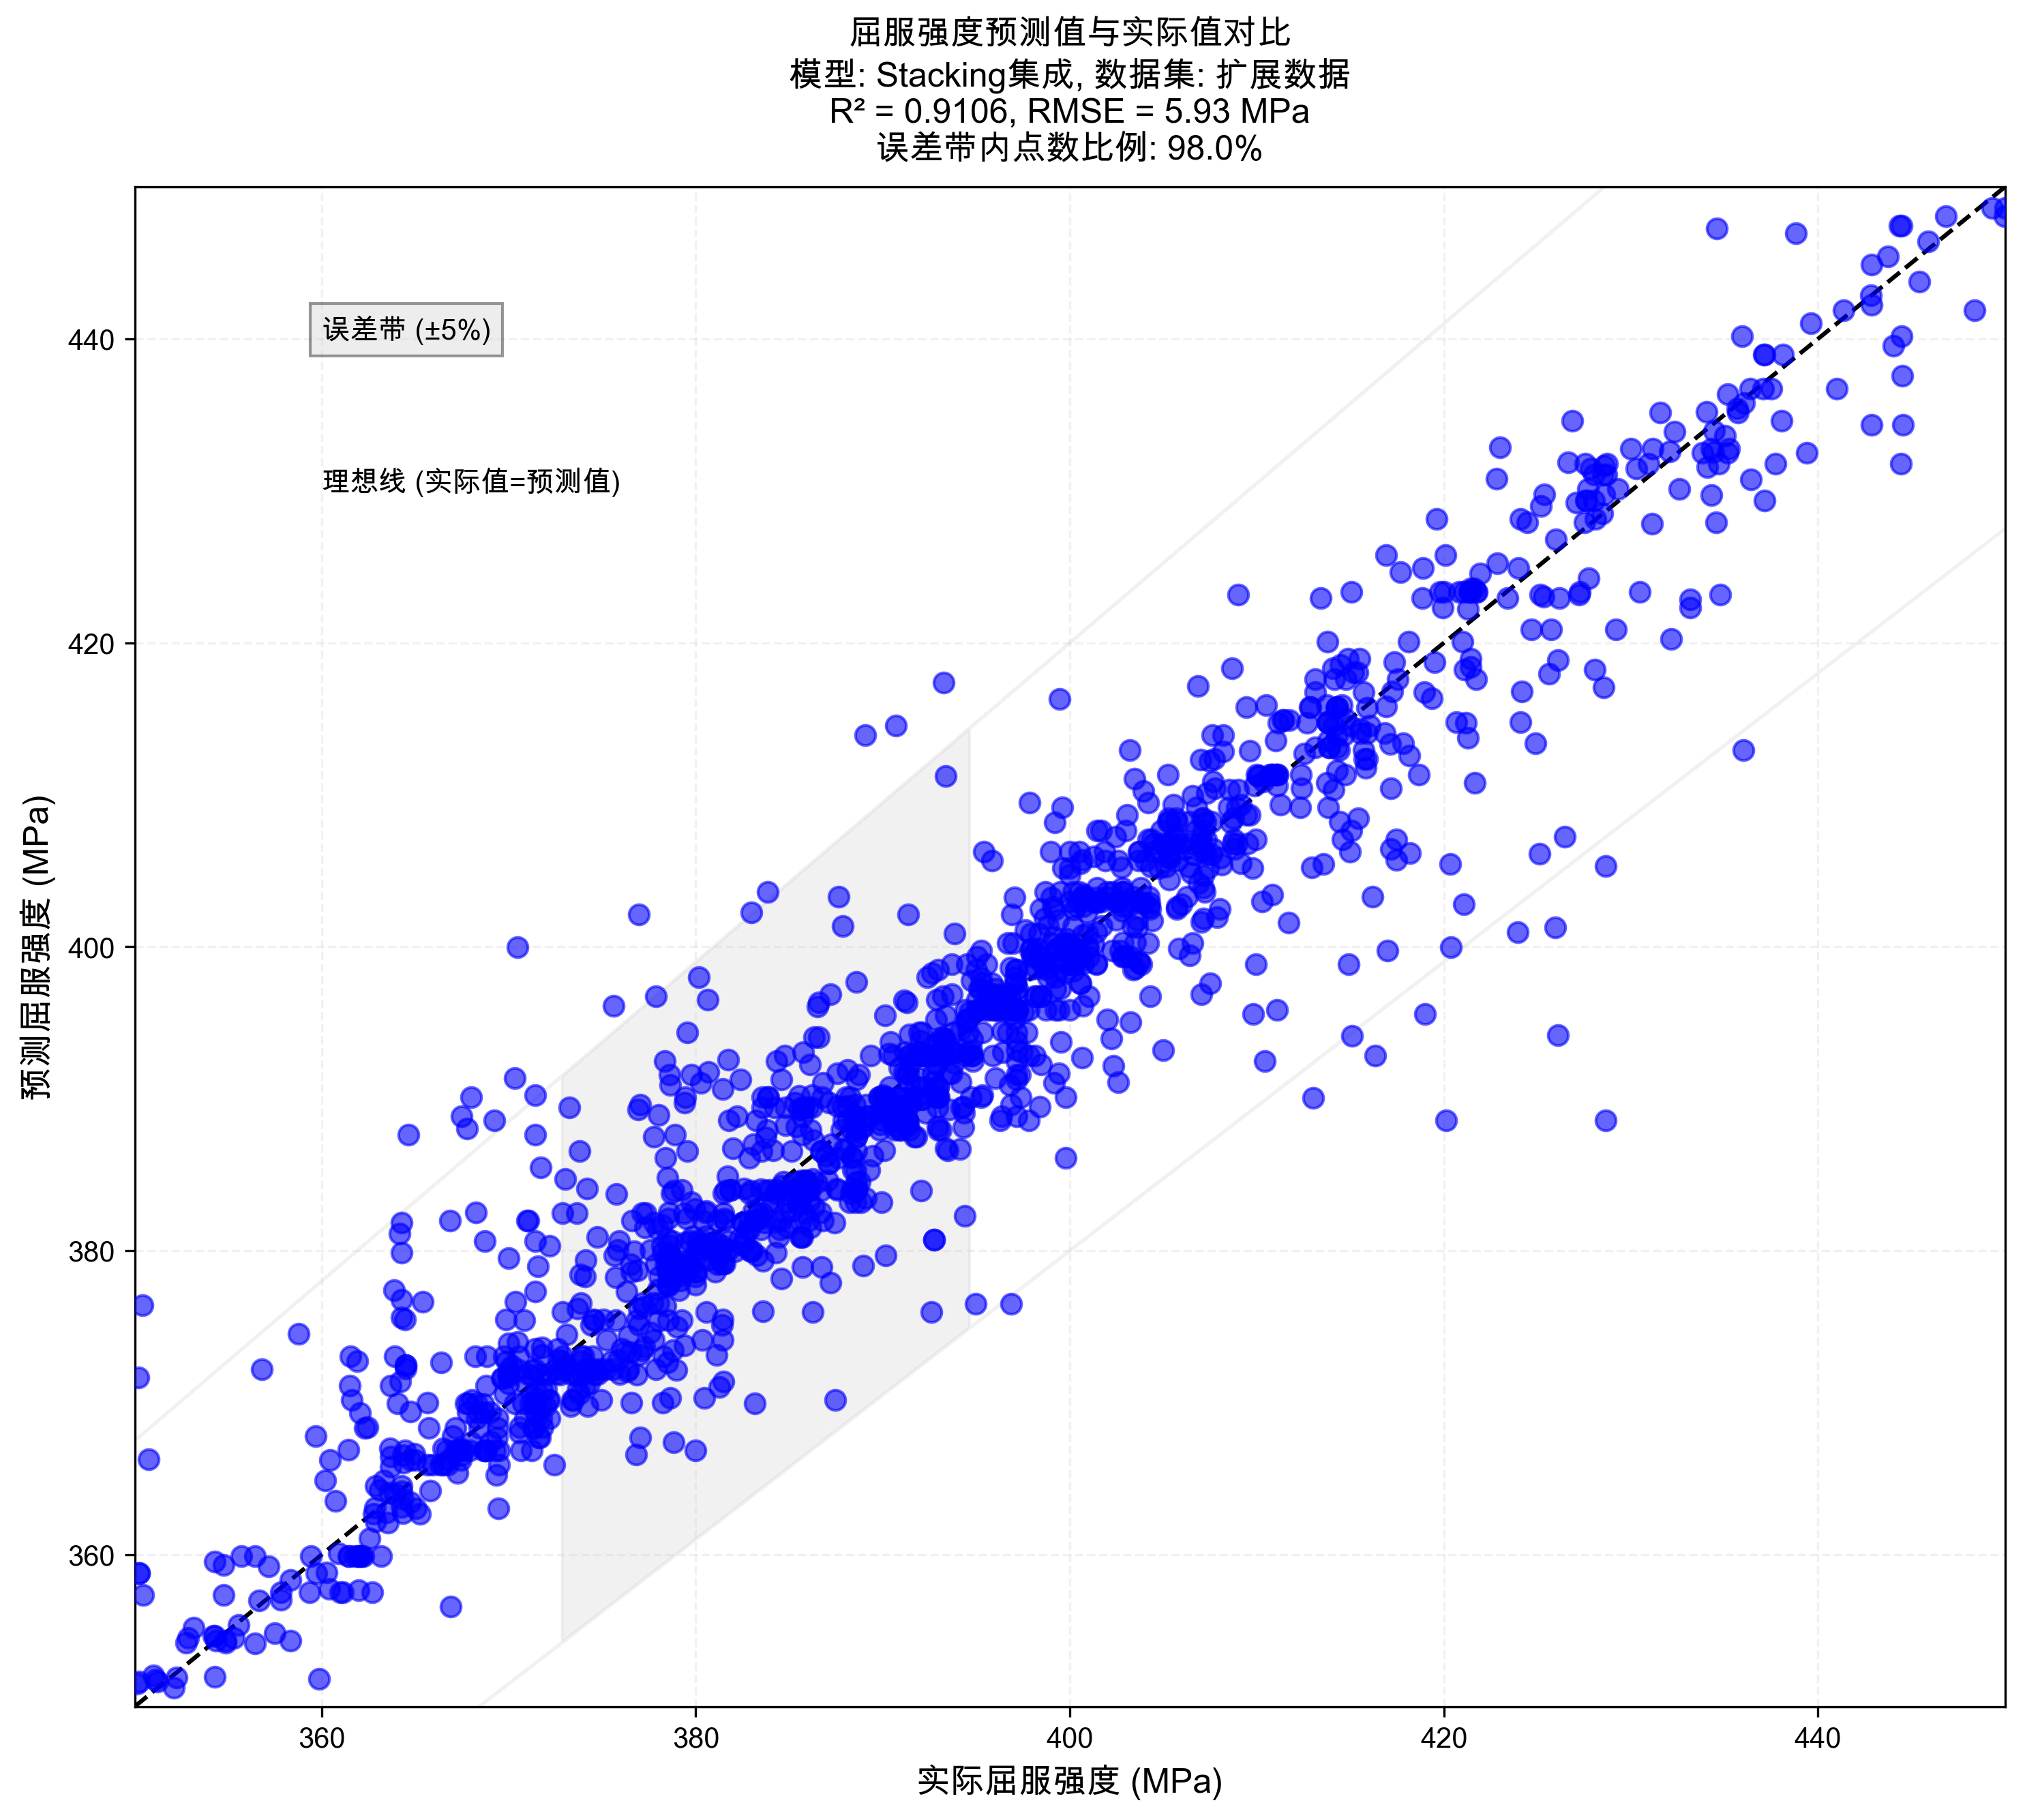 屈服强度预测值与实际值对比
模型: Stacking集成, 数据集: 扩展数据
R² = 0.9106, RMSE = 5.93 MPa
误差带内点数比例: 98.0%
误差带 (±5%)
理想线 (实际值=预测值)
预测屈服强度 (MPa)
440
420
400
380
360
360
380
400
420
440
实际屈服强度 (MPa)